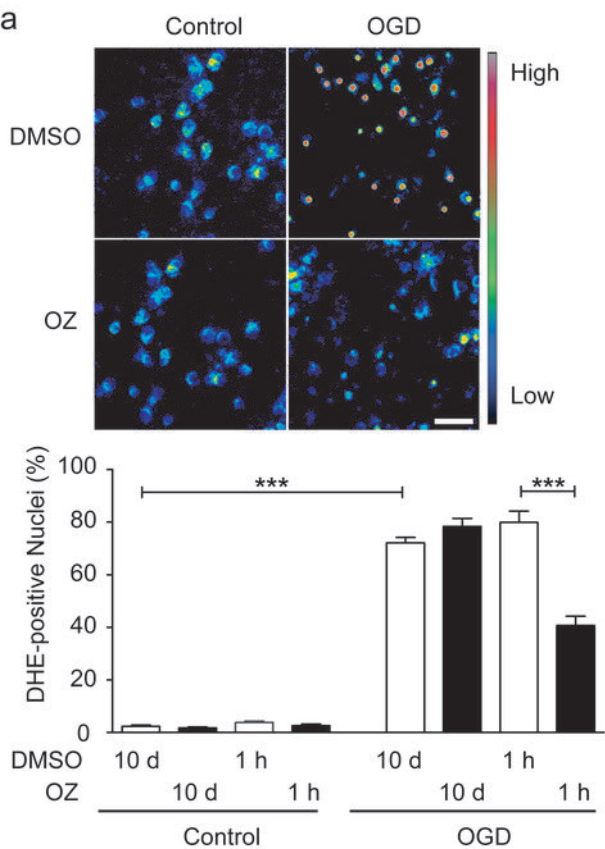 a
Control OGD
DMSO
OZ
High
Low
DHE-positive Nuclei (%)
100
80
60
40
20
0
*** ***
DMSO 10 d 1 h 10 d 1 h
OZ 10 d 1 h 10 d 1 h
Control OGD